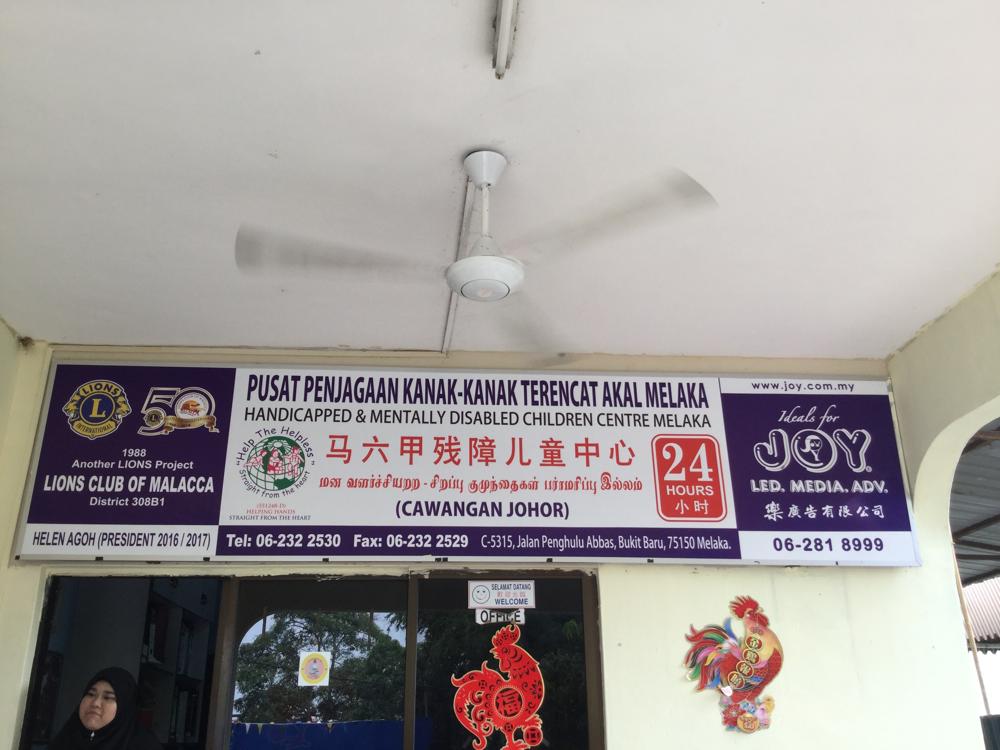 LIONS
L
INTERNATIONAL
50
1988
Another LIONS Project
LIONS CLUB OF MALACCA
District 308B1
HELEN AGOH (PRESIDENT 2016 / 2017)
PUSAT PENJAGAAN KANAK-KANAK TERENCAT AKAL MELAKA
HANDICAPPED & MENTALLY DISABLED CHILDREN CENTRE MELAKA
"Help The Helpless"
Straight from the heart
HELPING HANDS
STRAIGHT FROM THE HEART
马六甲残障儿童中心
மன வளர்ச்சியற்ற - சிறப்பு குழந்தைகள் பராமரிப்பு இல்லம்
(CAWANGAN JOHOR)
24
HOURS
小时
Tel: 06-232 2530 Fax: 06-232 2529 C-5315, Jalan Penghulu Abbas, Bukit Baru, 75150 Melaka.
www.joy.com.my
Ideals for
JOY
LED. MEDIA. ADV.
樂廣告有限公司
06-281 8999
SELAMAT DATANG
WELCOME
OFFICE
福